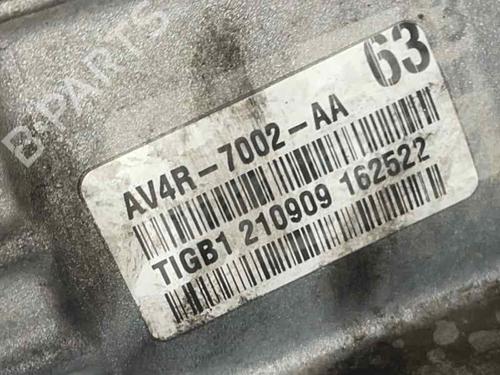 B-PARTS
63
AV4R-7002-AA
TIGB1 210909 162522